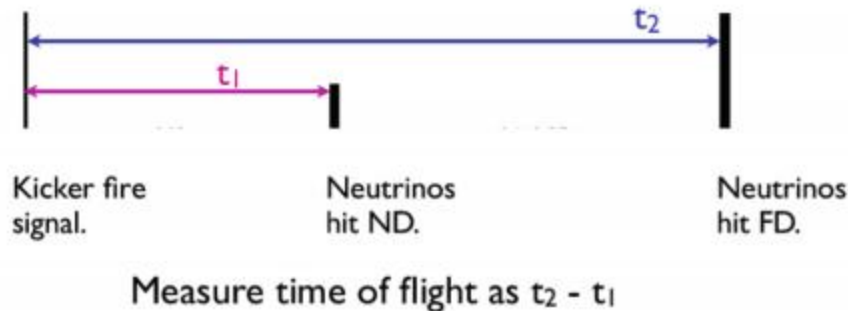 t₂
t₁
Kicker fire signal.
Neutrinos hit ND.
Neutrinos hit FD.
Measure time of flight as t₂ - t₁